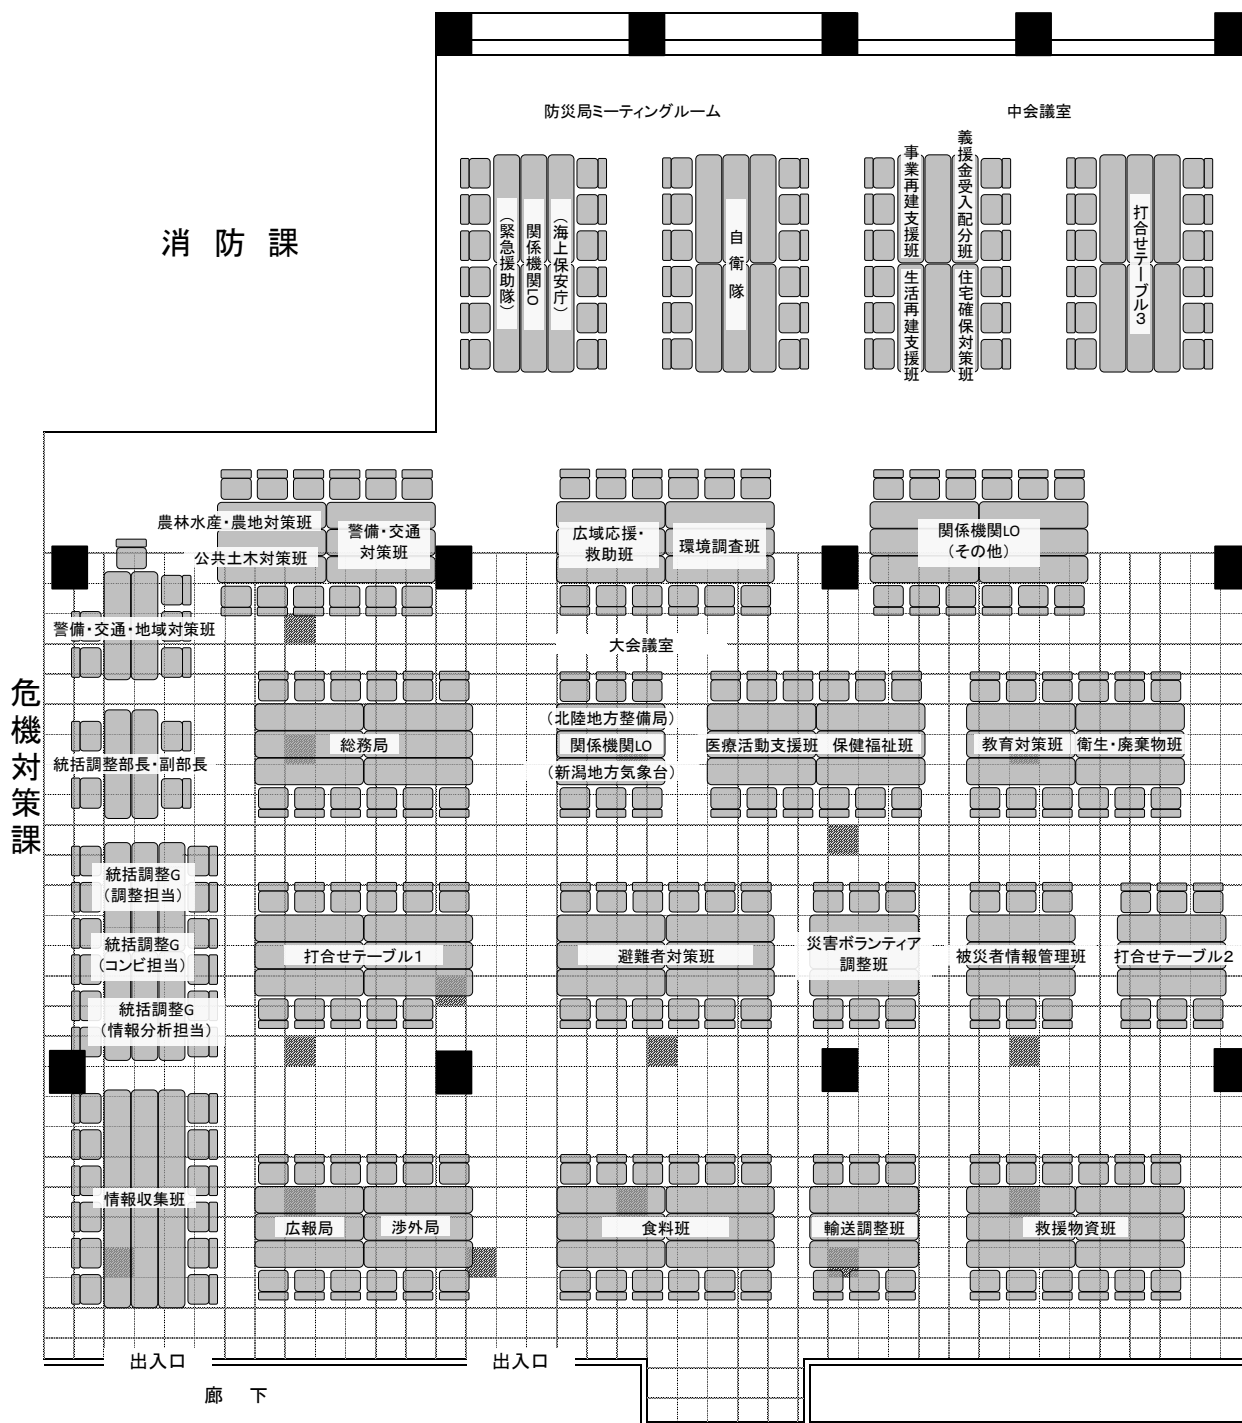 防災局ミーティングルーム
中会議室
消 防 課
（緊急援助隊）
関係機関LO
（海上保安庁）
自 衛 隊
事業再建支援班
義援金受入配分班
生活再建支援班
住宅確保対策班
打合せテーブル３
農林水産・農地対策班
公共土木対策班
警備・交通
対策班
広域応援・
救助班
環境調査班
関係機関LO
（その他）
警備・交通・地域対策班
大会議室
危機対策課
統括調整部長・副部長
総務局
（北陸地方整備局）
関係機関LO
（新潟地方気象台）
医療活動支援班
保健福祉班
教育対策班
衛生・廃棄物班
統括調整G
（調整担当）
統括調整G
（コンビ担当）
統括調整G
（情報分析担当）
打合せテーブル１
避難者対策班
災害ボランティア
調整班
被災者情報管理班
打合せテーブル２
情報収集班
広報局
渉外局
食料班
輸送調整班
救援物資班
出入口
出入口
廊　下